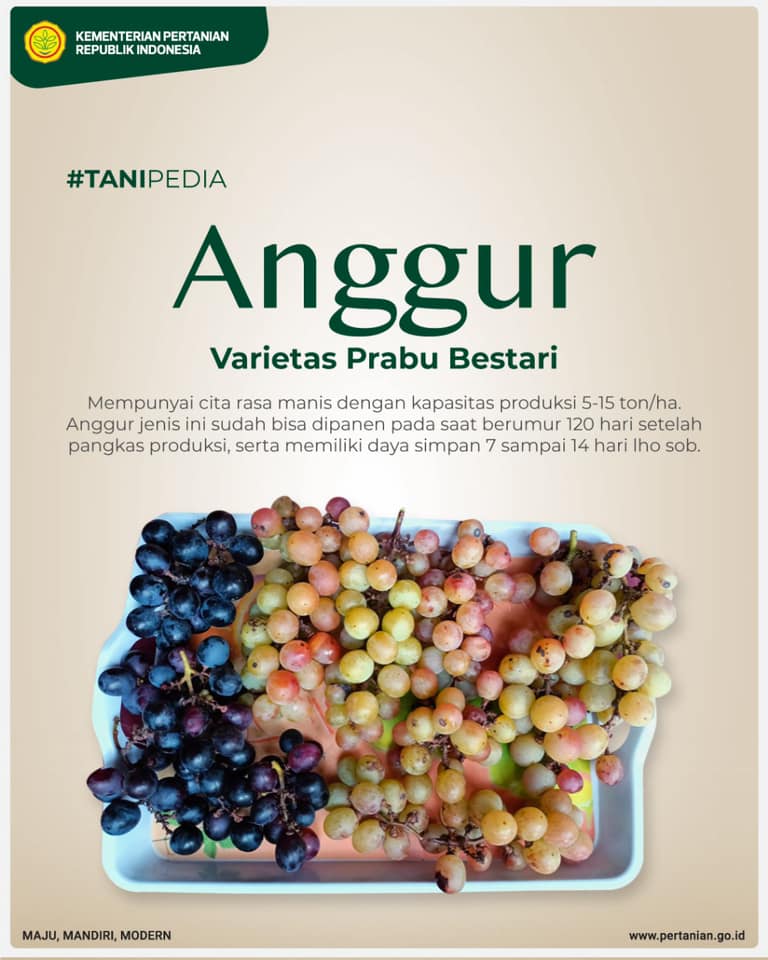 KEMENTERIAN PERTANIAN
REPUBLIK INDONESIA
#TANIPEDIA
Anggur
Varietas Prabu Bestari
Mempunyai cita rasa manis dengan kapasitas produksi 5-15 ton/ha.
Anggur jenis ini sudah bisa dipanen pada saat berumur 120 hari setelah
pangkas produksi, serta memiliki daya simpan 7 sampai 14 hari lho sob.
MAJU, MANDIRI, MODERN
www.pertanian.go.id